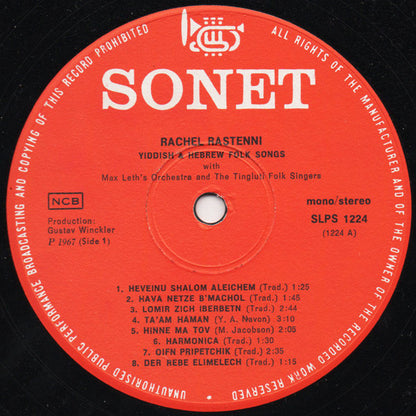 ALL RIGHTS OF THE MANUFACTURER AND OF THE OWNER OF THE RECORDED WORK RESERVED
UNAUTHORISED PUBLIC PERFORMANCE BROADCASTING AND COPYING OF THIS RECORD PROHIBITED
SONET
RACHEL RASTENNI
YIDDISH & HEBREW FOLK SONGS
with
Max Leth's Orchestra and The Tingluti Folk Singers
NCB
mono/stereo
Production:
SLPS 1224
Gustav Winckler
(1224 A)
P 1967 (Side 1)
1. HEVEINU SHALOM ALEICHEM (Trad.) 1:25
2. HAVA NETZE B'MACHOL (Trad.) 1:45
3. LOMIR ZICH IBERBETN (Trad.) 2:30
4. TA'AM HAMAN (Y. A. Navon) 3:10
5. HINNE MA TOV (M. Jacobson) 2:05
6. HARMONICA (Trad.) 1:30
7. OIFN PRIPETCHIK (Trad.) 2:35
8. DER REBE ELIMELECH (Trad.) 1:15